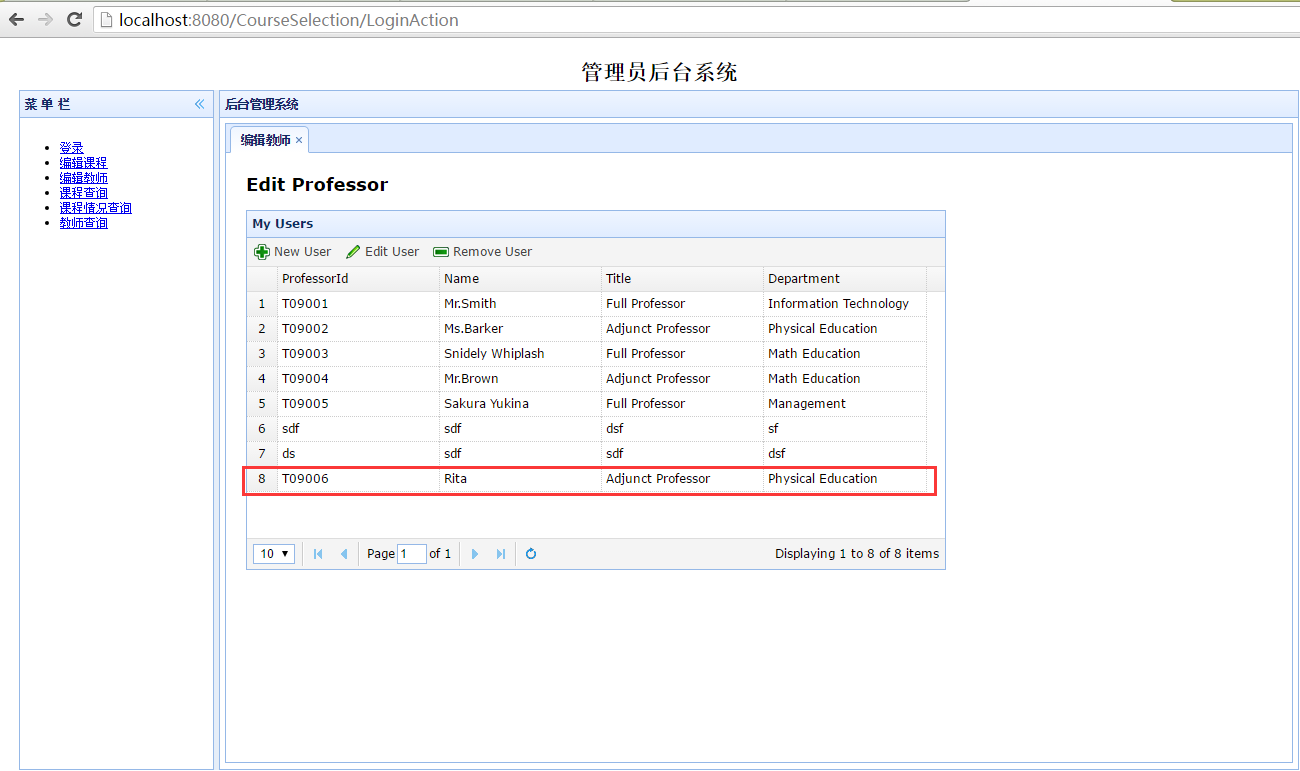 localhost:8080/CourseSelection/LoginAction
管理员后台系统
菜 单 栏
登录
编辑课程
编辑教师
课程查询
课程情况查询
教师查询
后台管理系统
编辑教师
Edit Professor
My Users
New User Edit User Remove User
ProfessorId Name Title Department
1 T09001 Mr.Smith Full Professor Information Technology
2 T09002 Ms.Barker Adjunct Professor Physical Education
3 T09003 Snidely Whiplash Full Professor Math Education
4 T09004 Mr.Brown Adjunct Professor Math Education
5 T09005 Sakura Yukina Full Professor Management
6 sdf sdf dsf sf
7 ds sdf sdf dsf
8 T09006 Rita Adjunct Professor Physical Education
10 Page 1 of 1 Displaying 1 to 8 of 8 items